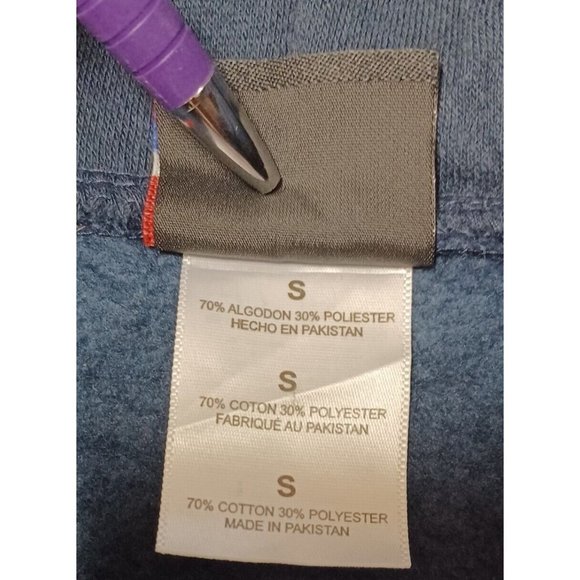 S
70% ALGODON 30% POLIESTER
HECHO EN PAKISTAN
S
70% COTON 30% POLYESTER
FABRIQUÉ AU PAKISTAN
S
70% COTTON 30% POLYESTER
MADE IN PAKISTAN